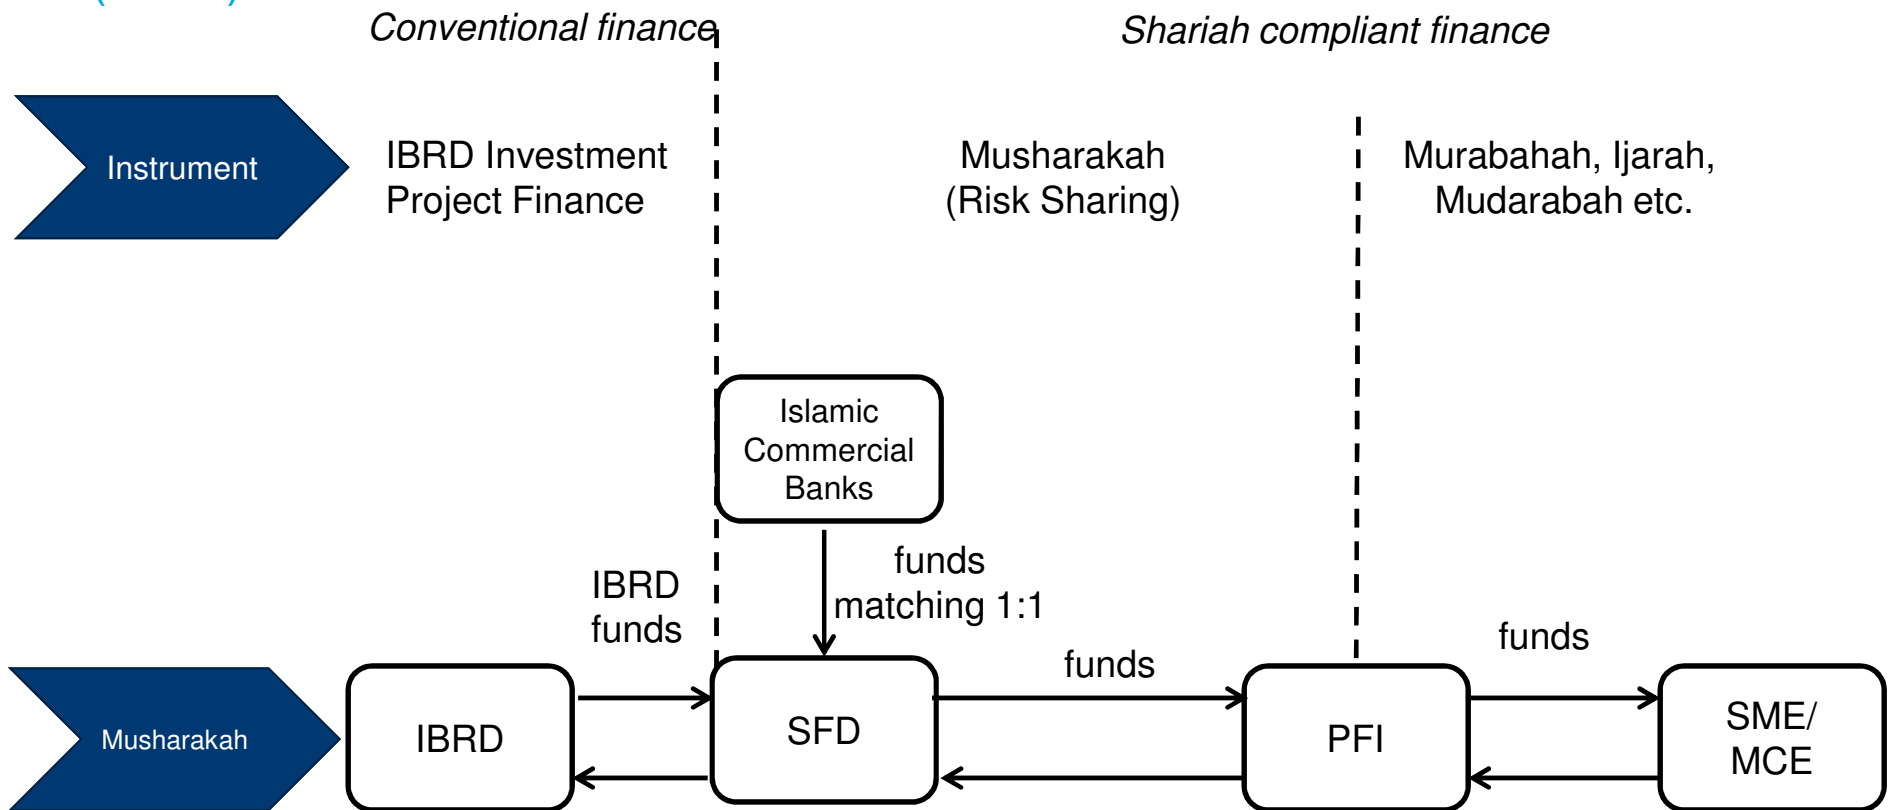 Conventional finance
Shariah compliant finance
Instrument
IBRD Investment
Project Finance
Musharakah
(Risk Sharing)
Murabahah, Ijarah,
Mudarabah etc.
Islamic
Commercial
Banks
IBRD
funds
funds
matching 1:1
funds
funds
Musharakah
IBRD
SFD
PFI
SME/
MCE